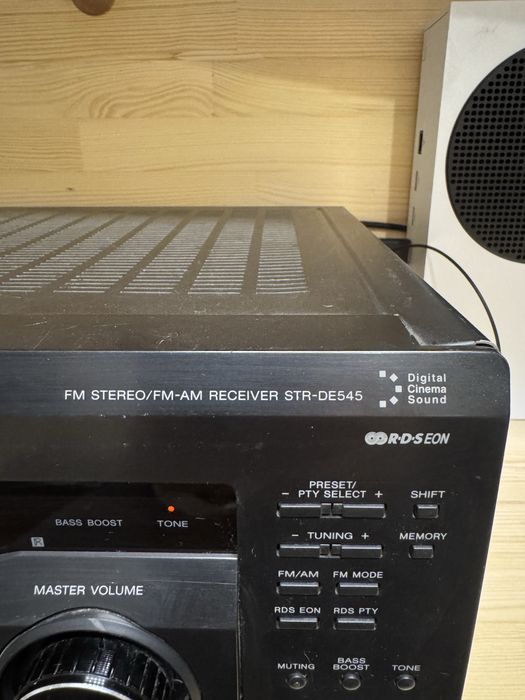 FM STEREO/FM-AM RECEIVER STR-DE545
Digital
Cinema
Sound
R·D·S EON
PRESET/
− PTY SELECT +
SHIFT
BASS BOOST
TONE
− TUNING +
MEMORY
FM/AM
FM MODE
MASTER VOLUME
RDS EON
RDS PTY
MUTING
BASS
BOOST
TONE